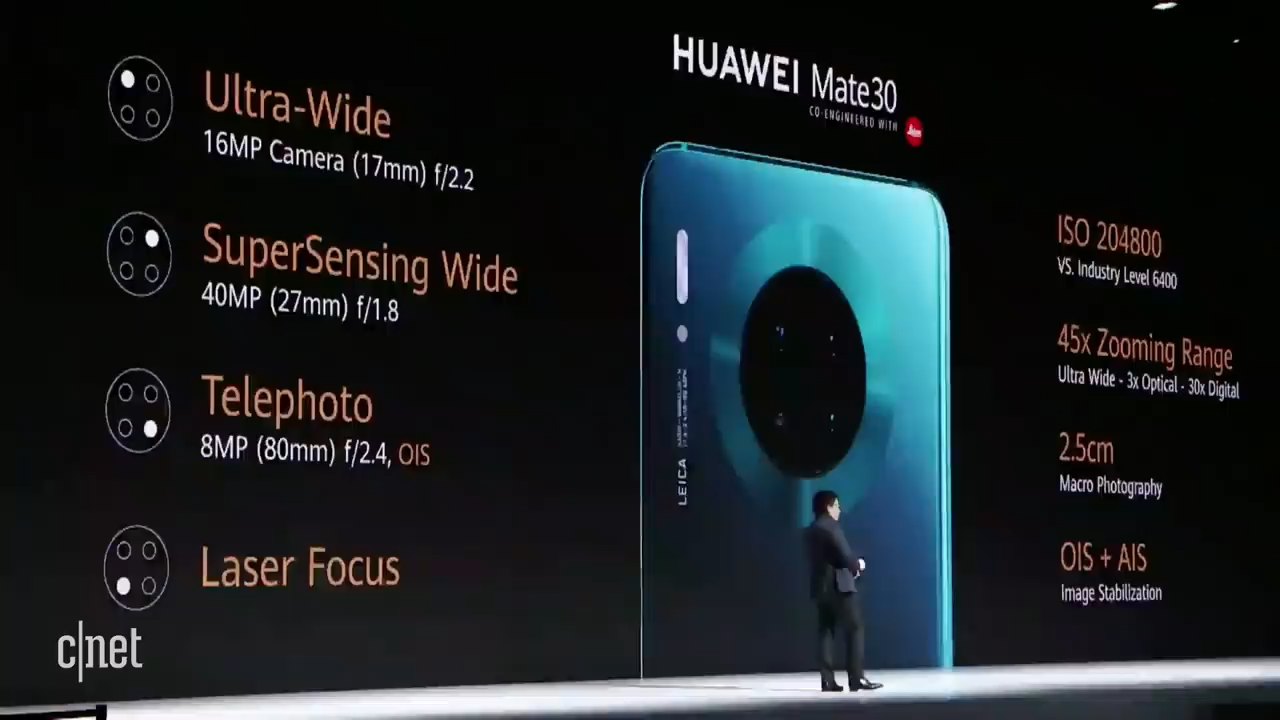 HUAWEI Mate30
CO-ENGINEERED WITH
Leica
Ultra-Wide
16MP Camera (17mm) f/2.2
SuperSensing Wide
40MP (27mm) f/1.8
Telephoto
8MP (80mm) f/2.4, OIS
Laser Focus
LEICA
ISO 204800
VS. Industry Level 6400
45x Zooming Range
Ultra Wide - 3x Optical - 30x Digital
2.5cm
Macro Photography
OIS + AIS
Image Stabilization
c|net